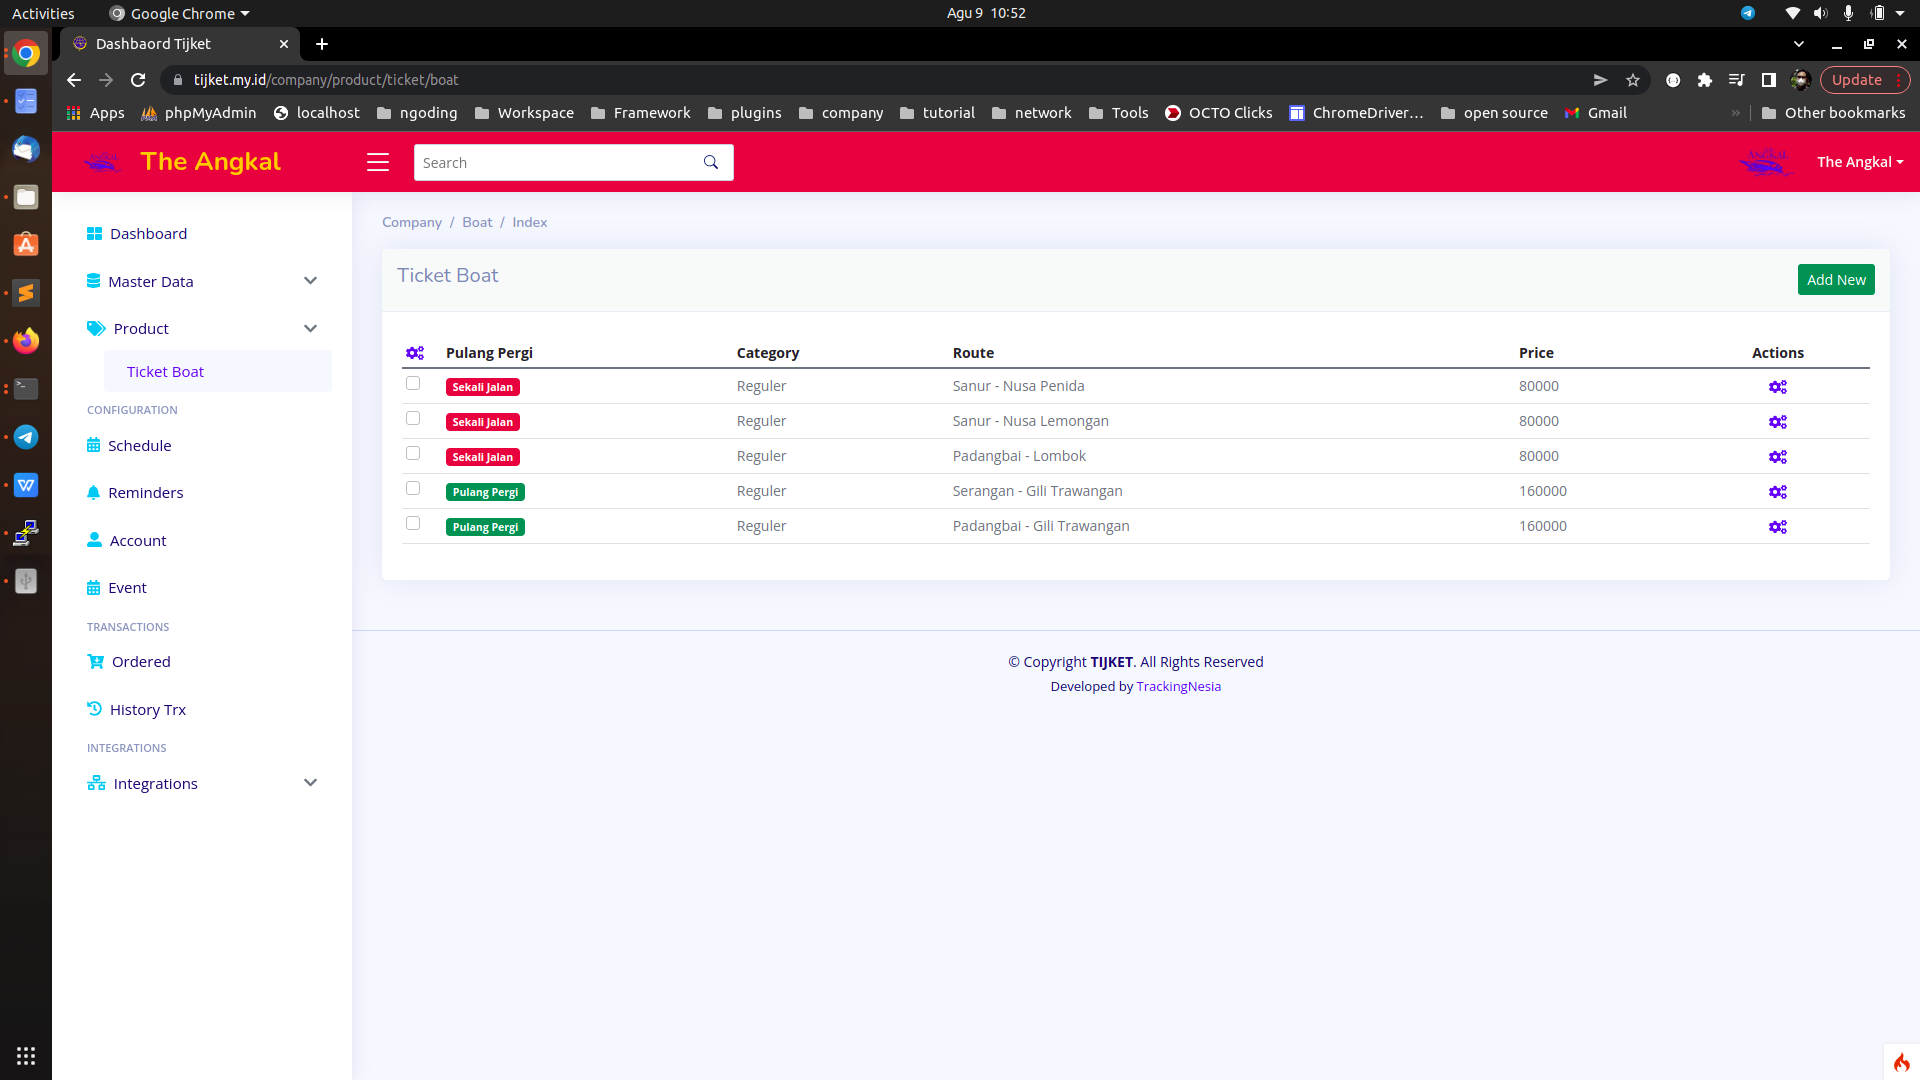 Activities
Google Chrome
Agu 9 10:52
Dashbaord Tijket
tijket.my.id/company/product/ticket/boat
Update
Apps
phpMyAdmin
localhost
ngoding
Workspace
Framework
plugins
company
tutorial
network
Tools
OCTO Clicks
ChromeDriver...
open source
Gmail
»
Other bookmarks
The Angkal
Search
The Angkal
Dashboard
Master Data
Product
Ticket Boat
CONFIGURATION
Schedule
Reminders
Account
Event
TRANSACTIONS
Ordered
History Trx
INTEGRATIONS
Integrations
Company / Boat / Index
Ticket Boat
Add New
Pulang Pergi Category Route Price Actions
Sekali Jalan Reguler Sanur - Nusa Penida 80000
Sekali Jalan Reguler Sanur - Nusa Lemongan 80000
Sekali Jalan Reguler Padangbai - Lombok 80000
Pulang Pergi Reguler Serangan - Gili Trawangan 160000
Pulang Pergi Reguler Padangbai - Gili Trawangan 160000
© Copyright TIJKET. All Rights Reserved
Developed by TrackingNesia